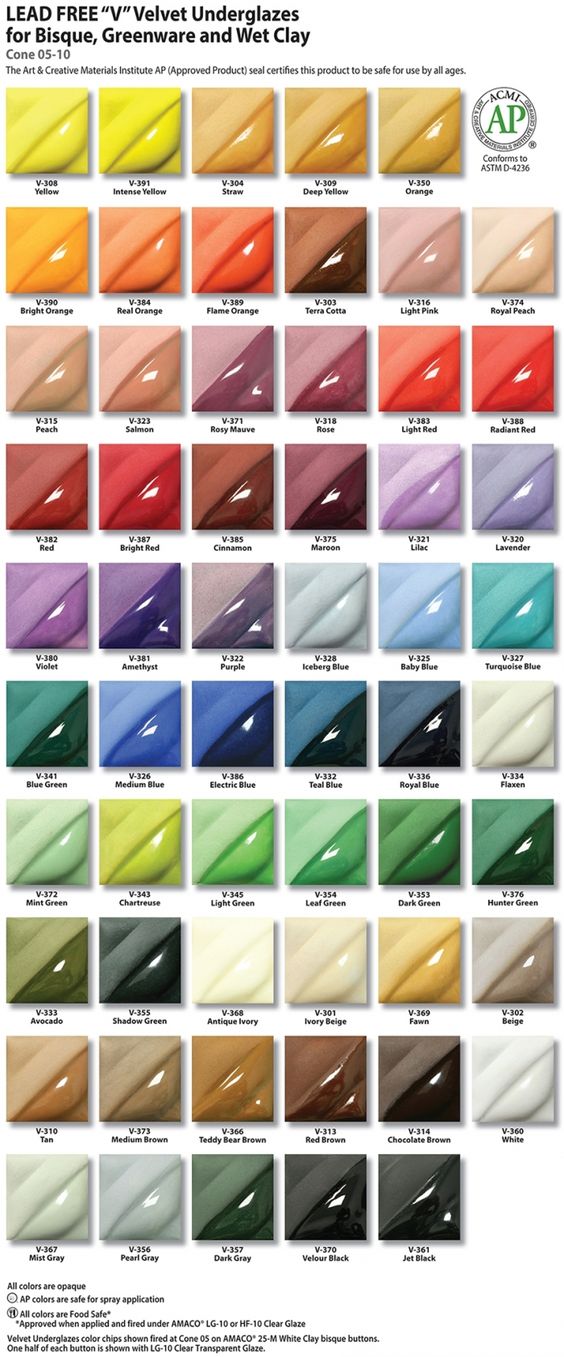 LEAD FREE “V” Velvet Underglazes
for Bisque, Greenware and Wet Clay
Cone 05-10
The Art & Creative Materials Institute AP (Approved Product) seal certifies this product to be safe for use by all ages.
ACMI
ART & CREATIVE MATERIALS INSTITUTE CERTIFIED
AP
®
Conforms to
ASTM D-4236
V-308 V-391 V-304 V-309 V-350
Yellow Intense Yellow Straw Deep Yellow Orange
V-390 V-384 V-389 V-303 V-316 V-374
Bright Orange Real Orange Flame Orange Terra Cotta Light Pink Royal Peach
V-315 V-323 V-371 V-318 V-383 V-388
Peach Salmon Rosy Mauve Rose Light Red Radiant Red
V-382 V-387 V-385 V-375 V-321 V-320
Red Bright Red Cinnamon Maroon Lilac Lavender
V-380 V-381 V-322 V-328 V-325 V-327
Violet Amethyst Purple Iceberg Blue Baby Blue Turquoise Blue
V-341 V-326 V-386 V-332 V-336 V-334
Blue Green Medium Blue Electric Blue Teal Blue Royal Blue Flaxen
V-372 V-343 V-345 V-354 V-353 V-376
Mint Green Chartreuse Light Green Leaf Green Dark Green Hunter Green
V-333 V-355 V-368 V-301 V-369 V-302
Avocado Shadow Green Antique Ivory Ivory Beige Fawn Beige
V-310 V-373 V-366 V-313 V-314 V-360
Tan Medium Brown Teddy Bear Brown Red Brown Chocolate Brown White
V-367 V-356 V-357 V-370 V-361
Mist Gray Pearl Gray Dark Gray Velour Black Jet Black
All colors are opaque
AP colors are safe for spray application
All colors are Food Safe*
*Approved when applied and fired under AMACO® LG-10 or HF-10 Clear Glaze
Velvet Underglazes color chips shown fired at Cone 05 on AMACO® 25-M White Clay bisque buttons.
One half of each button is shown with LG-10 Clear Transparent Glaze.